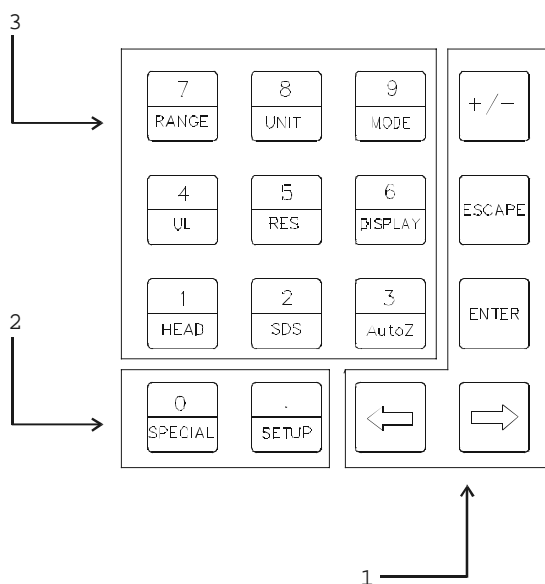 3
7 8 9 +/-
RANGE UNIT MODE
4 5 6 ESCAPE
UL RES DISPLAY
1 2 3 ENTER
HEAD SDS AutoZ
2
0 .
SPECIAL SETUP
1